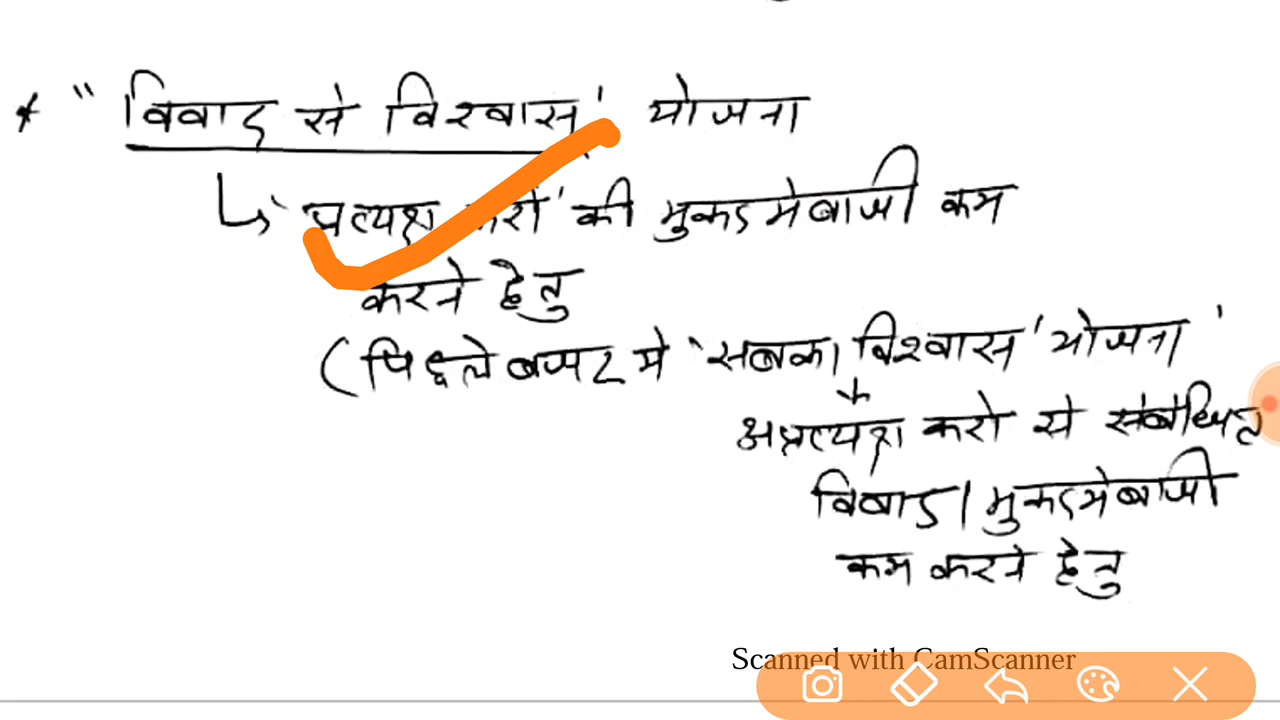 * "विवाद से विश्वास' योजना
↳ 'प्रत्यक्ष करो' की मुकदमेबाजी कम
करने हेतु
(पिछले बजट मे 'सबका विश्वास' योजना'
अप्रत्यक्ष करो से संबंधित
विवाद/मुकदमेबाजी
कम करने हेतु
Scanned with CamScanner